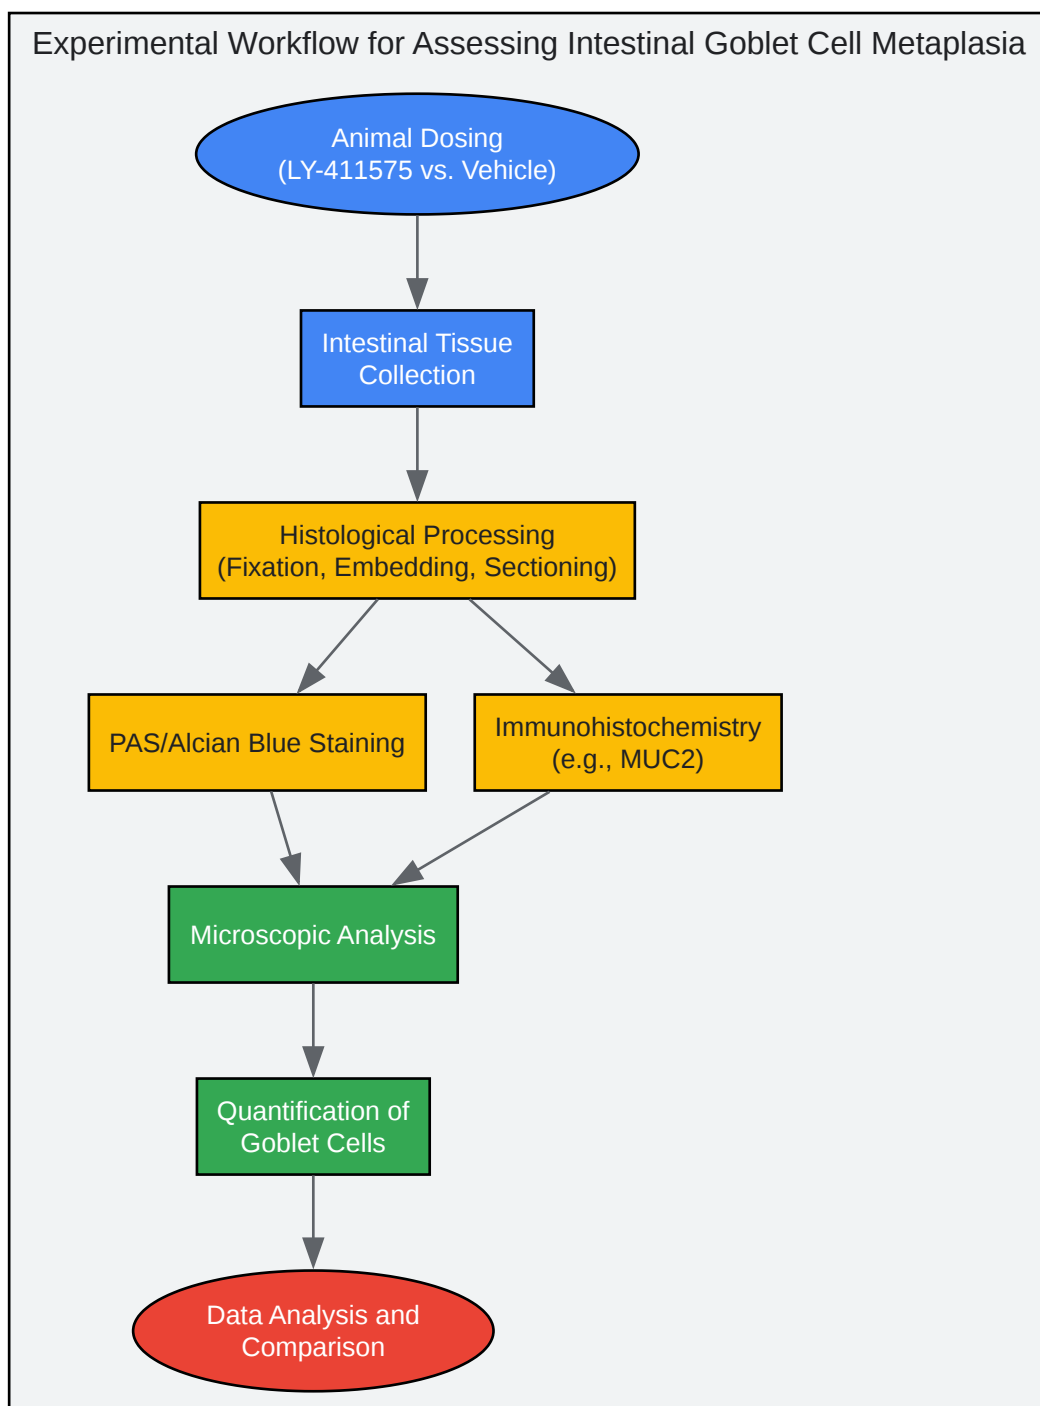 Experimental Workflow for Assessing Intestinal Goblet Cell Metaplasia
Animal Dosing
(LY-411575 vs. Vehicle)
Intestinal Tissue
Collection
Histological Processing
(Fixation, Embedding, Sectioning)
PAS/Alcian Blue Staining
Immunohistochemistry
(e.g., MUC2)
Microscopic Analysis
Quantification of
Goblet Cells
Data Analysis and
Comparison